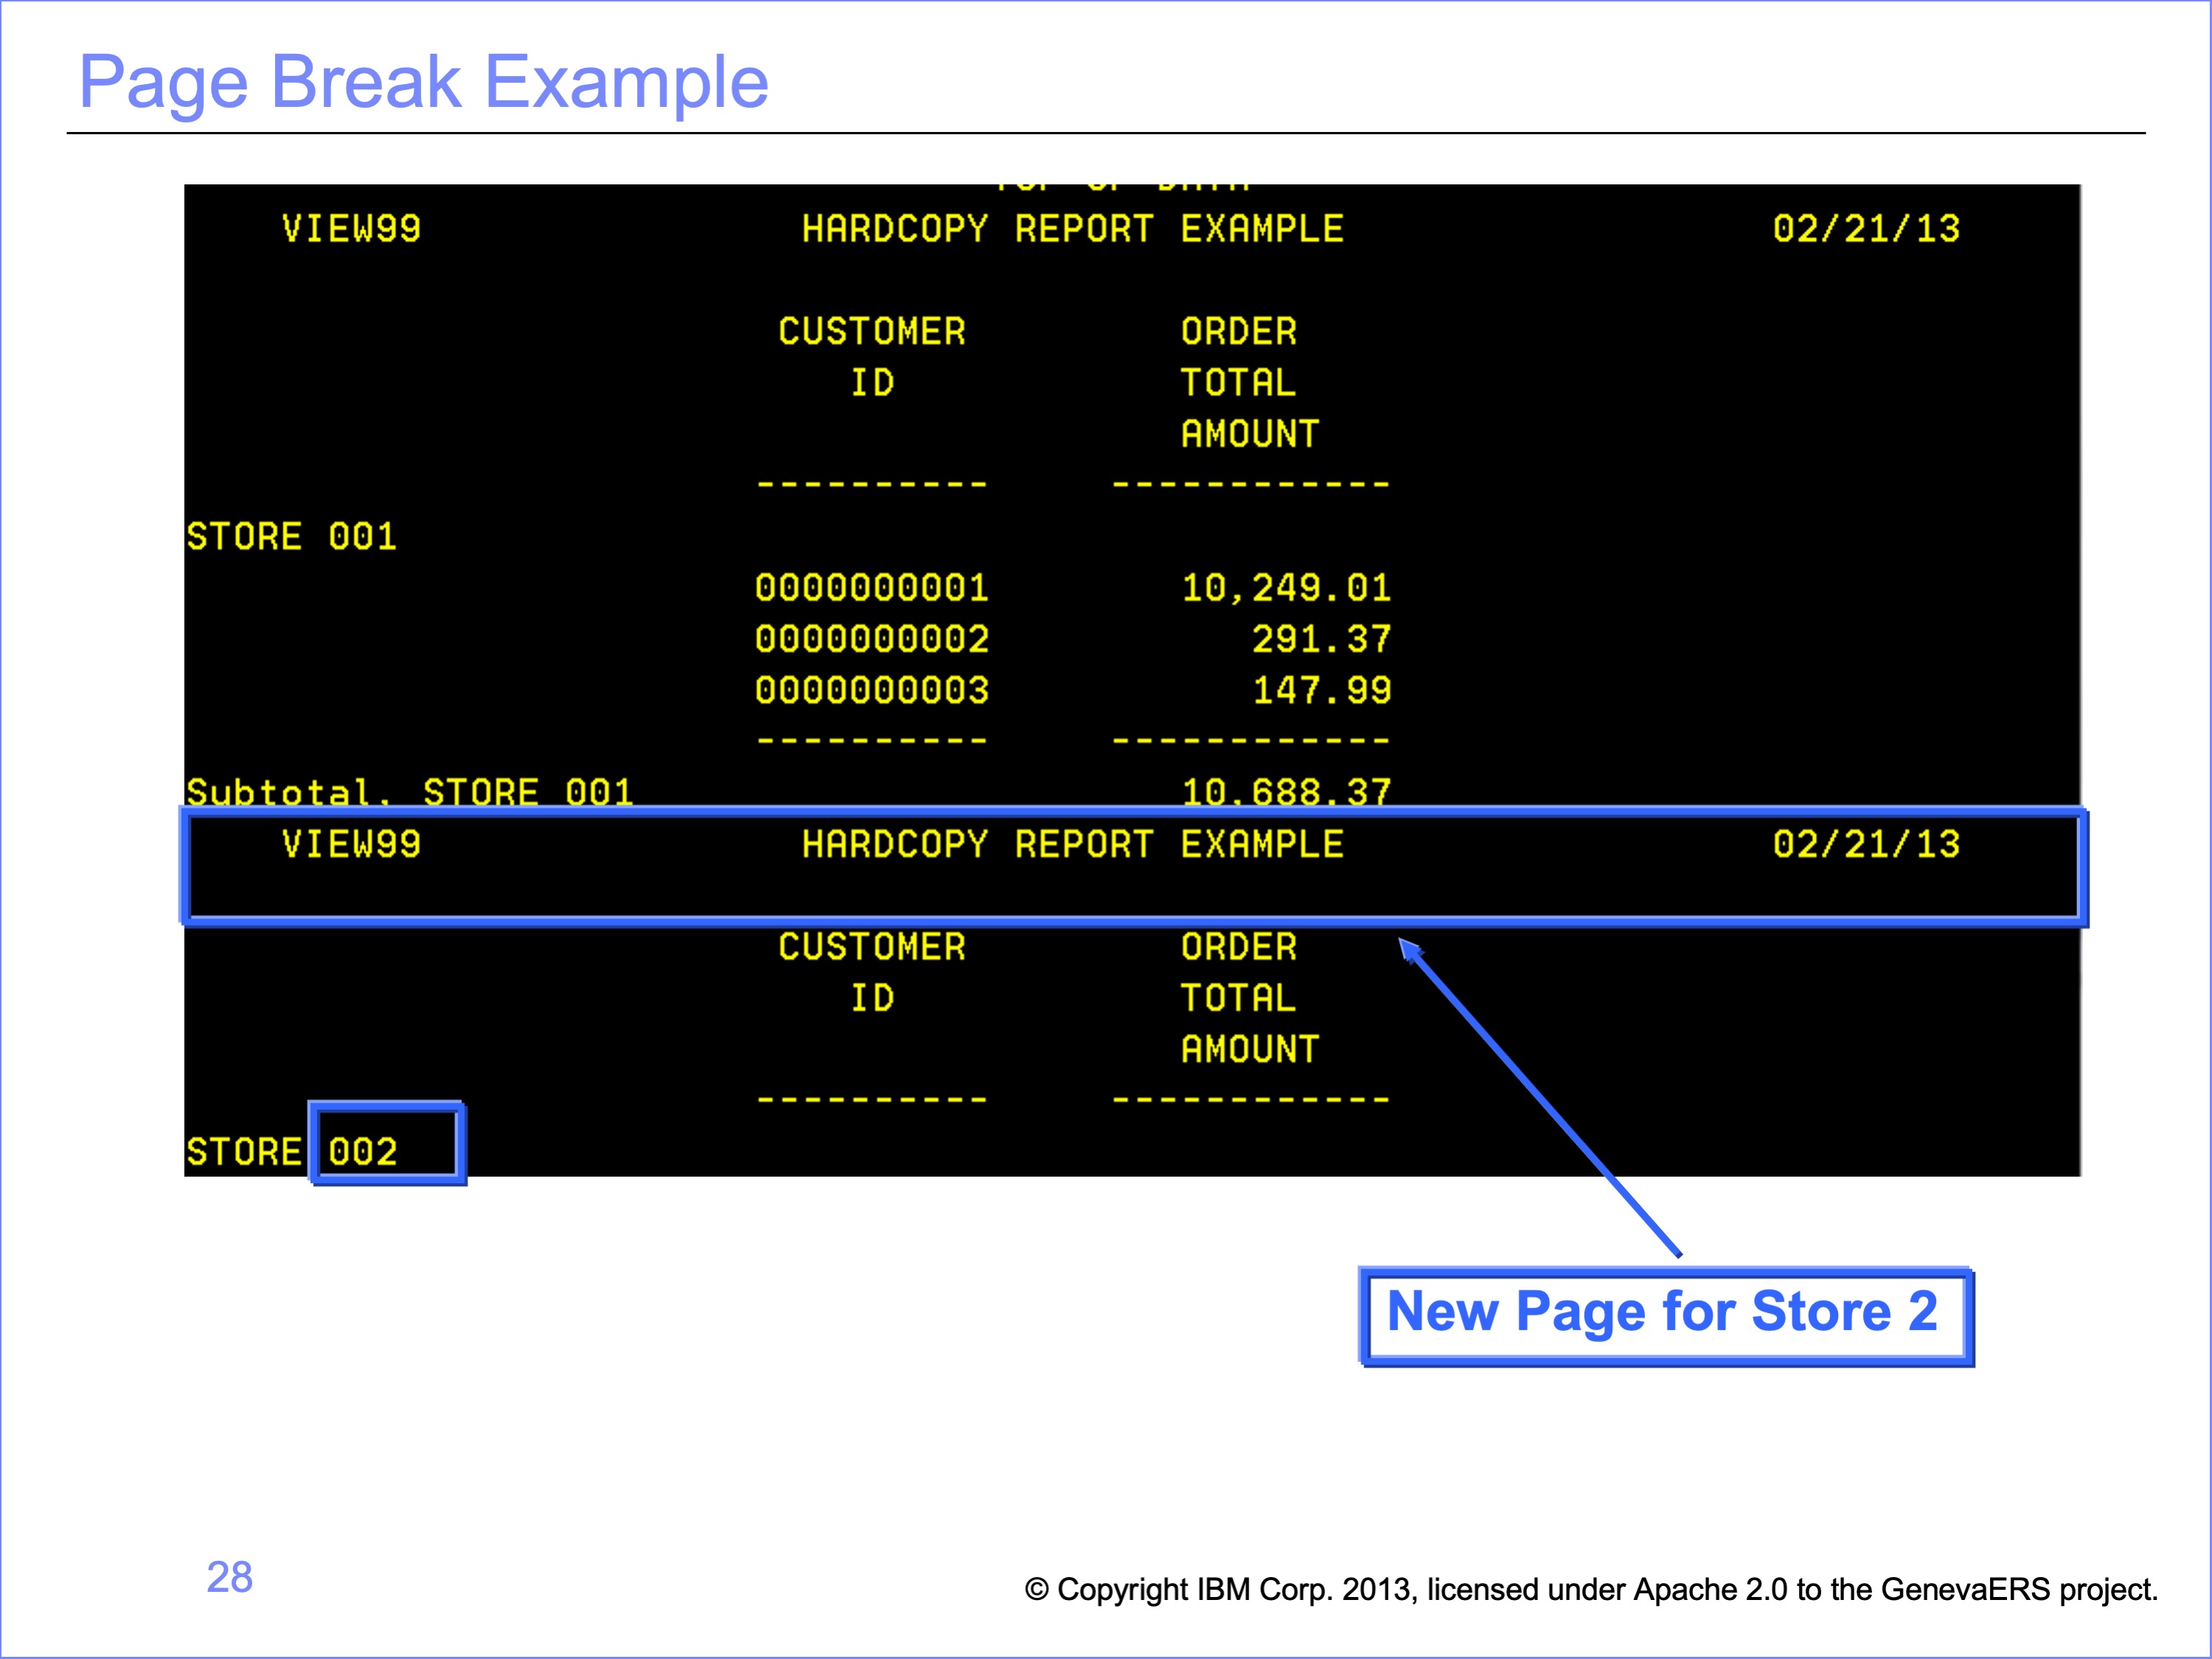 Page Break Example
TOP OF DATA
VIEW99 HARDCOPY REPORT EXAMPLE 02/21/13
CUSTOMER ORDER
ID TOTAL
AMOUNT
---------- ------------
STORE 001
0000000001 10,249.01
0000000002 291.37
0000000003 147.99
---------- ------------
Subtotal, STORE 001 10,688.37
VIEW99 HARDCOPY REPORT EXAMPLE 02/21/13
CUSTOMER ORDER
ID TOTAL
AMOUNT
---------- ------------
STORE 002
New Page for Store 2
28
© Copyright IBM Corp. 2013, licensed under Apache 2.0 to the GenevaERS project.